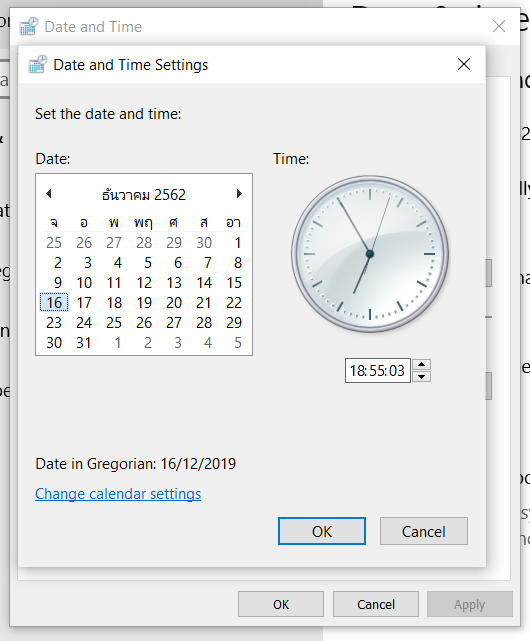 Date and Time
Date and Time Settings
Set the date and time:
Date:
Time:
ธันวาคม 2562
จ อ พ พฤ ศ ส อา
25 26 27 28 29 30 1
2 3 4 5 6 7 8
9 10 11 12 13 14 15
16 17 18 19 20 21 22
23 24 25 26 27 28 29
30 31 1 2 3 4 5
18:55:03
Date in Gregorian: 16/12/2019
Change calendar settings
OK Cancel
OK Cancel Apply